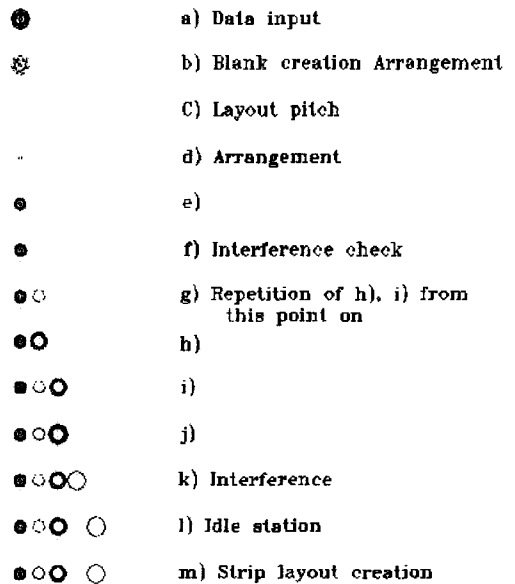 a) Data input
b) Blank creation Arrangement
C) Layout pitch
d) Arrangement
e)
f) Interference check
g) Repetition of h), i) from
this point on
h)
i)
j)
k) Interference
l) Idle station
m) Strip layout creation